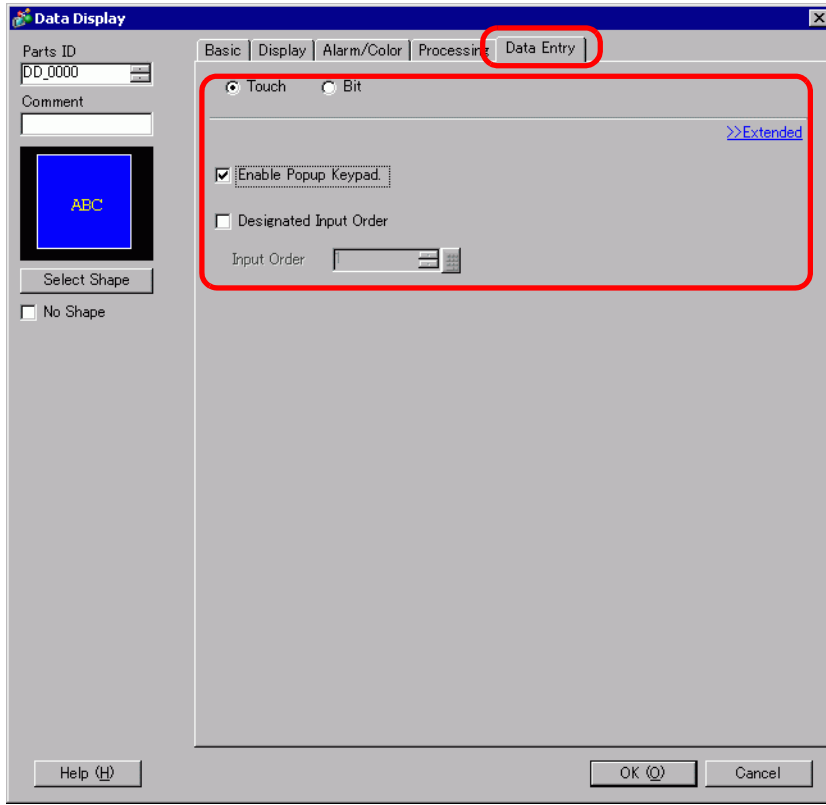 Data Display
Parts ID
DD_0000
Comment
ABC
Select Shape
No Shape
Basic Display Alarm/Color Processing Data Entry
Touch Bit
>>Extended
Enable Popup Keypad.
Designated Input Order
Input Order 1
Help (H) OK (O) Cancel